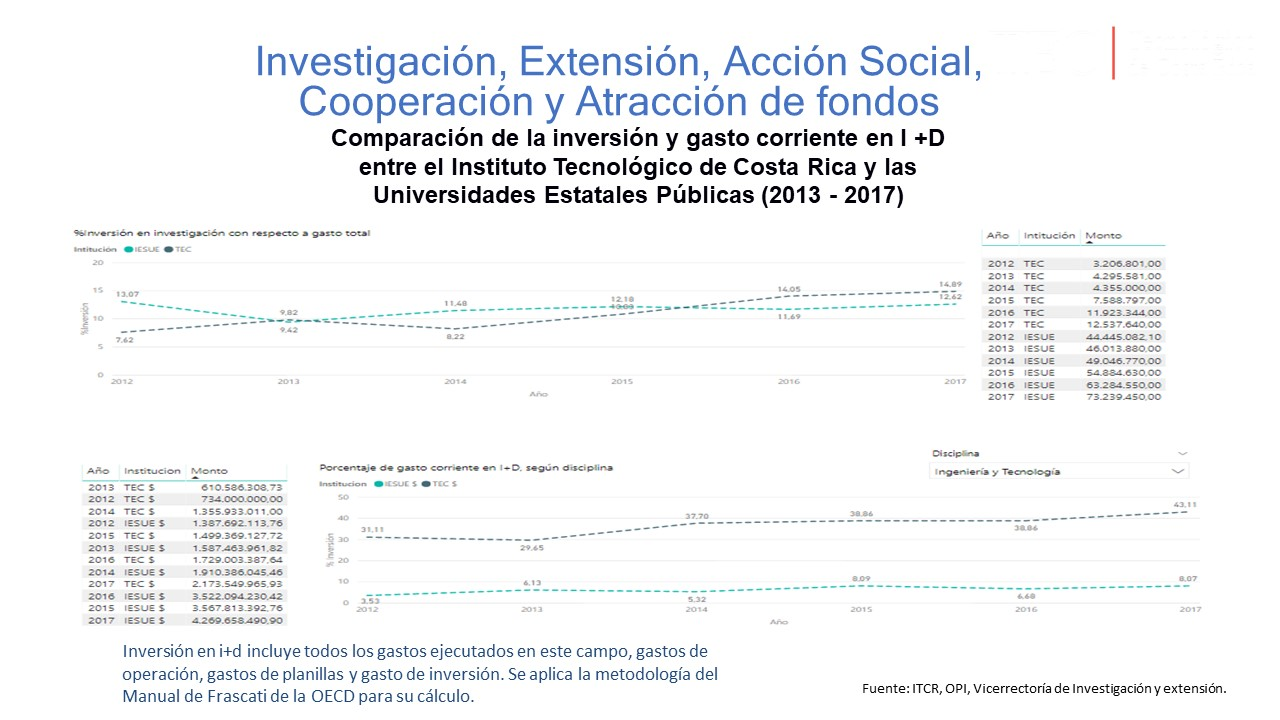 Investigación, Extensión, Acción Social,
Cooperación y Atracción de fondos
Comparación de la inversión y gasto corriente en I +D
entre el Instituto Tecnológico de Costa Rica y las
Universidades Estatales Públicas (2013 - 2017)
%Inversión en investigación con respecto a gasto total
Intitución IESUE TEC
20
15
10
5
0
%Inversión
13,07
7.62
9.82
9.42
11,48
8,22
12,18
14,05
11,69
14,89
12,62
2012 2013 2014 2015 2016 2017
Año
Año Intitución Monto
2012 TEC 3.206.801,00
2013 TEC 4.295.581,00
2014 TEC 4.355.000,00
2015 TEC 7.588.797,00
2016 TEC 11.923.344,00
2017 TEC 12.537.640,00
2012 IESUE 44.445.082,10
2013 IESUE 46.013.880,00
2014 IESUE 49.046.770,00
2015 IESUE 54.884.630,00
2016 IESUE 63.284.550,00
2017 IESUE 73.239.450,00
Año Institucion Monto
2013 TEC $ 610.586.308,73
2012 TEC $ 734.000.000,00
2014 TEC $ 1.355.933.011,00
2012 IESUE $ 1.387.692.113,76
2015 TEC $ 1.499.369.127,72
2013 IESUE $ 1.587.463.961,82
2016 TEC $ 1.729.003.387,64
2014 IESUE $ 1.910.386.045,46
2017 TEC $ 2.173.549.965,93
2016 IESUE $ 3.522.094.230,42
2015 IESUE $ 3.567.813.392,76
2017 IESUE $ 4.269.658.490,90
Porcentaje de gasto corriente en I+D, según disciplina
Institucion IESUE $ TEC $
Disciplina
Ingeniería y Tecnología
50
40
30
20
10
0
% Inversión
31,11
29,65
37,70
38,86
38,86
43,11
3,53
6,13
5,32
8,09
6,68
8,07
2012 2013 2014 2015 2016 2017
Año
Inversión en i+d incluye todos los gastos ejecutados en este campo, gastos de
operación, gastos de planillas y gasto de inversión. Se aplica la metodología del
Manual de Frascati de la OECD para su cálculo.
Fuente: ITCR, OPI, Vicerrectoría de Investigación y extensión.